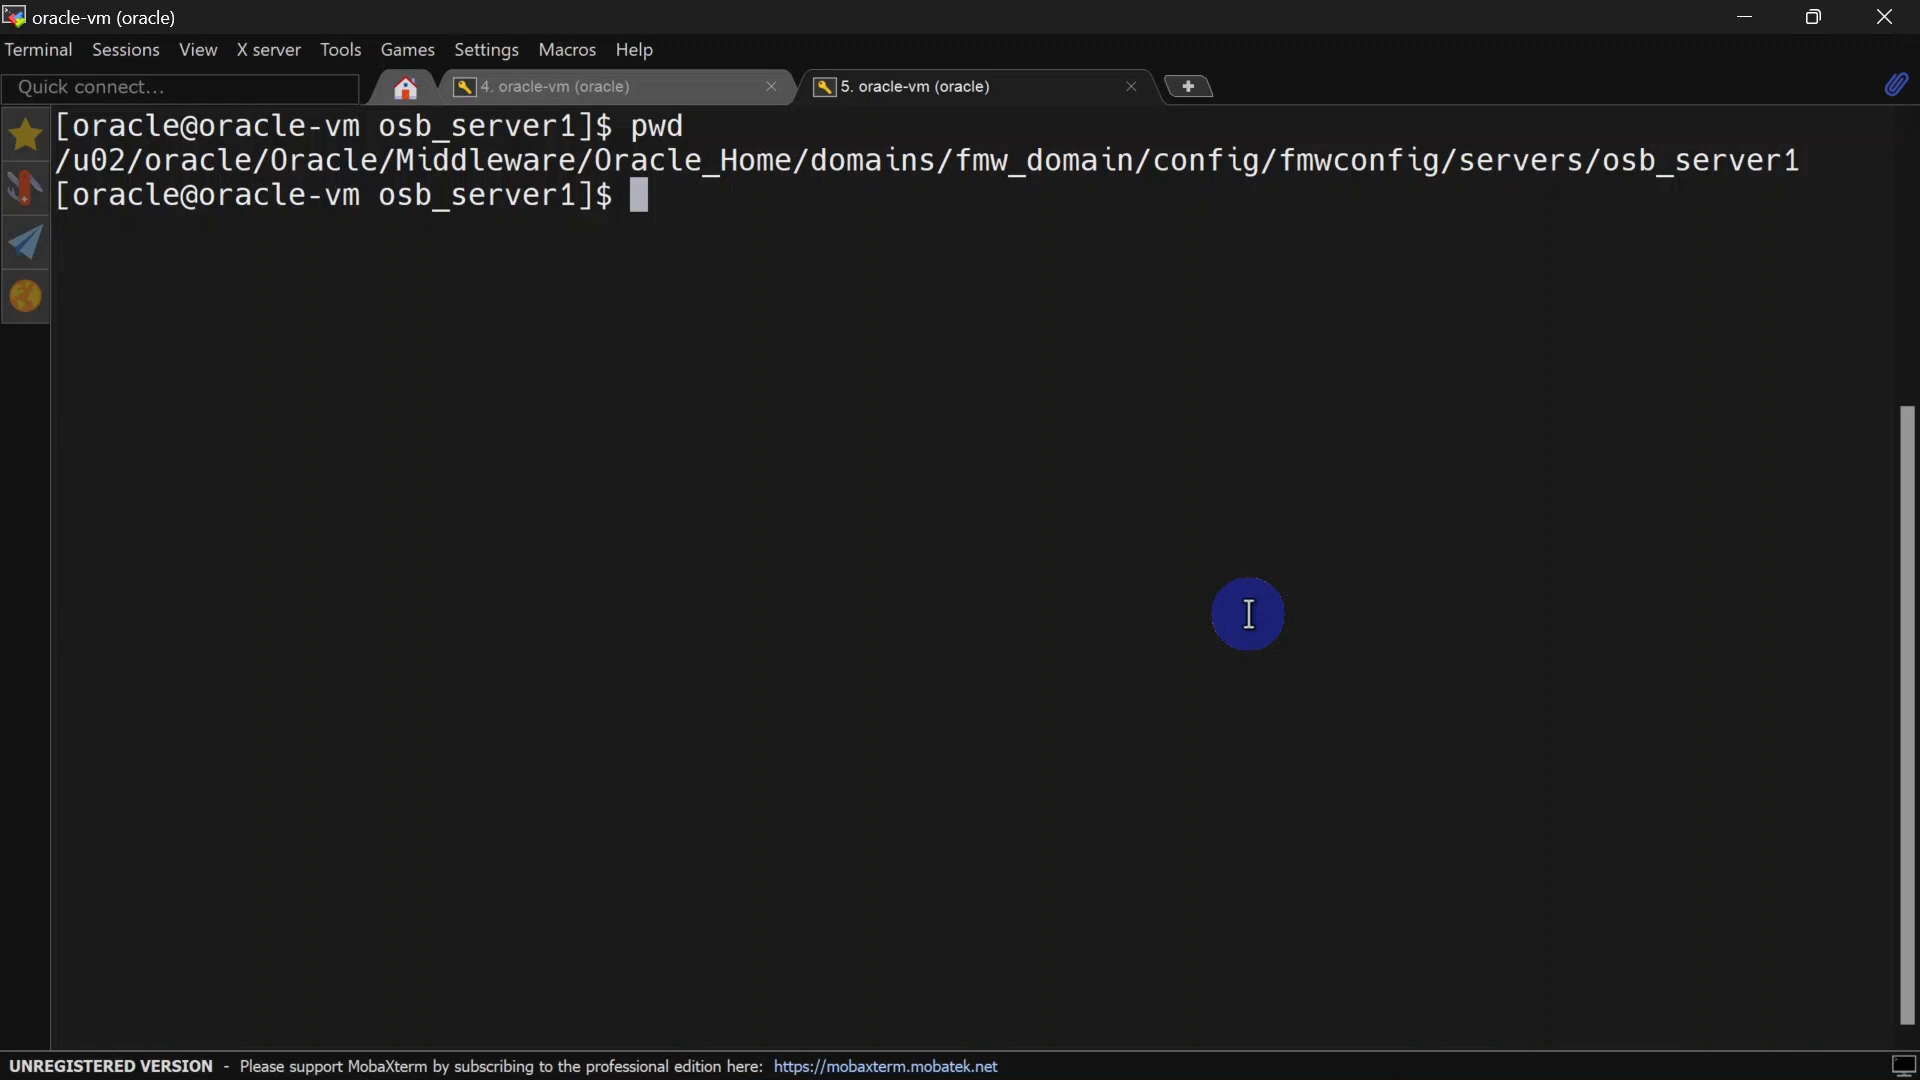 oracle-vm (oracle)
Terminal Sessions View X server Tools Games Settings Macros Help
Quick connect... 4. oracle-vm (oracle) 5. oracle-vm (oracle)
[oracle@oracle-vm osb_server1]$ pwd
/u02/oracle/Oracle/Middleware/Oracle_Home/domains/fmw_domain/config/fmwconfig/servers/osb_server1
[oracle@oracle-vm osb_server1]$
UNREGISTERED VERSION - Please support MobaXterm by subscribing to the professional edition here: https://mobaxterm.mobatek.net